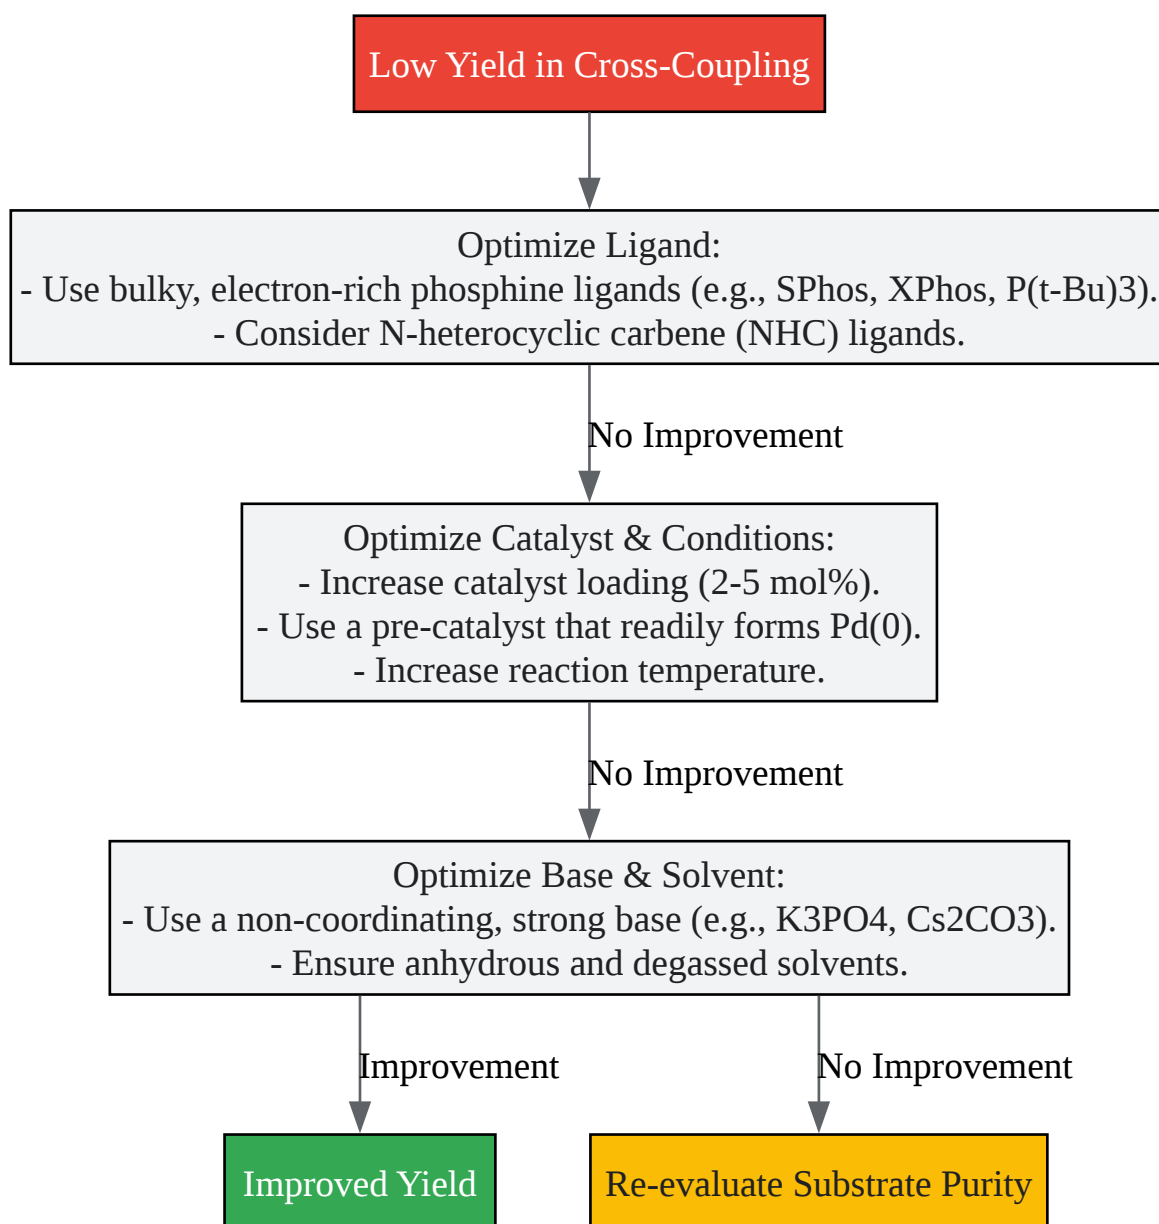 Low Yield in Cross-Coupling
Optimize Ligand:
- Use bulky, electron-rich phosphine ligands (e.g., SPhos, XPhos, P(t-Bu)3).
- Consider N-heterocyclic carbene (NHC) ligands.
No Improvement
Optimize Catalyst & Conditions:
- Increase catalyst loading (2-5 mol%).
- Use a pre-catalyst that readily forms Pd(0).
- Increase reaction temperature.
No Improvement
Optimize Base & Solvent:
- Use a non-coordinating, strong base (e.g., K3PO4, Cs2CO3).
- Ensure anhydrous and degassed solvents.
Improvement
No Improvement
Improved Yield
Re-evaluate Substrate Purity